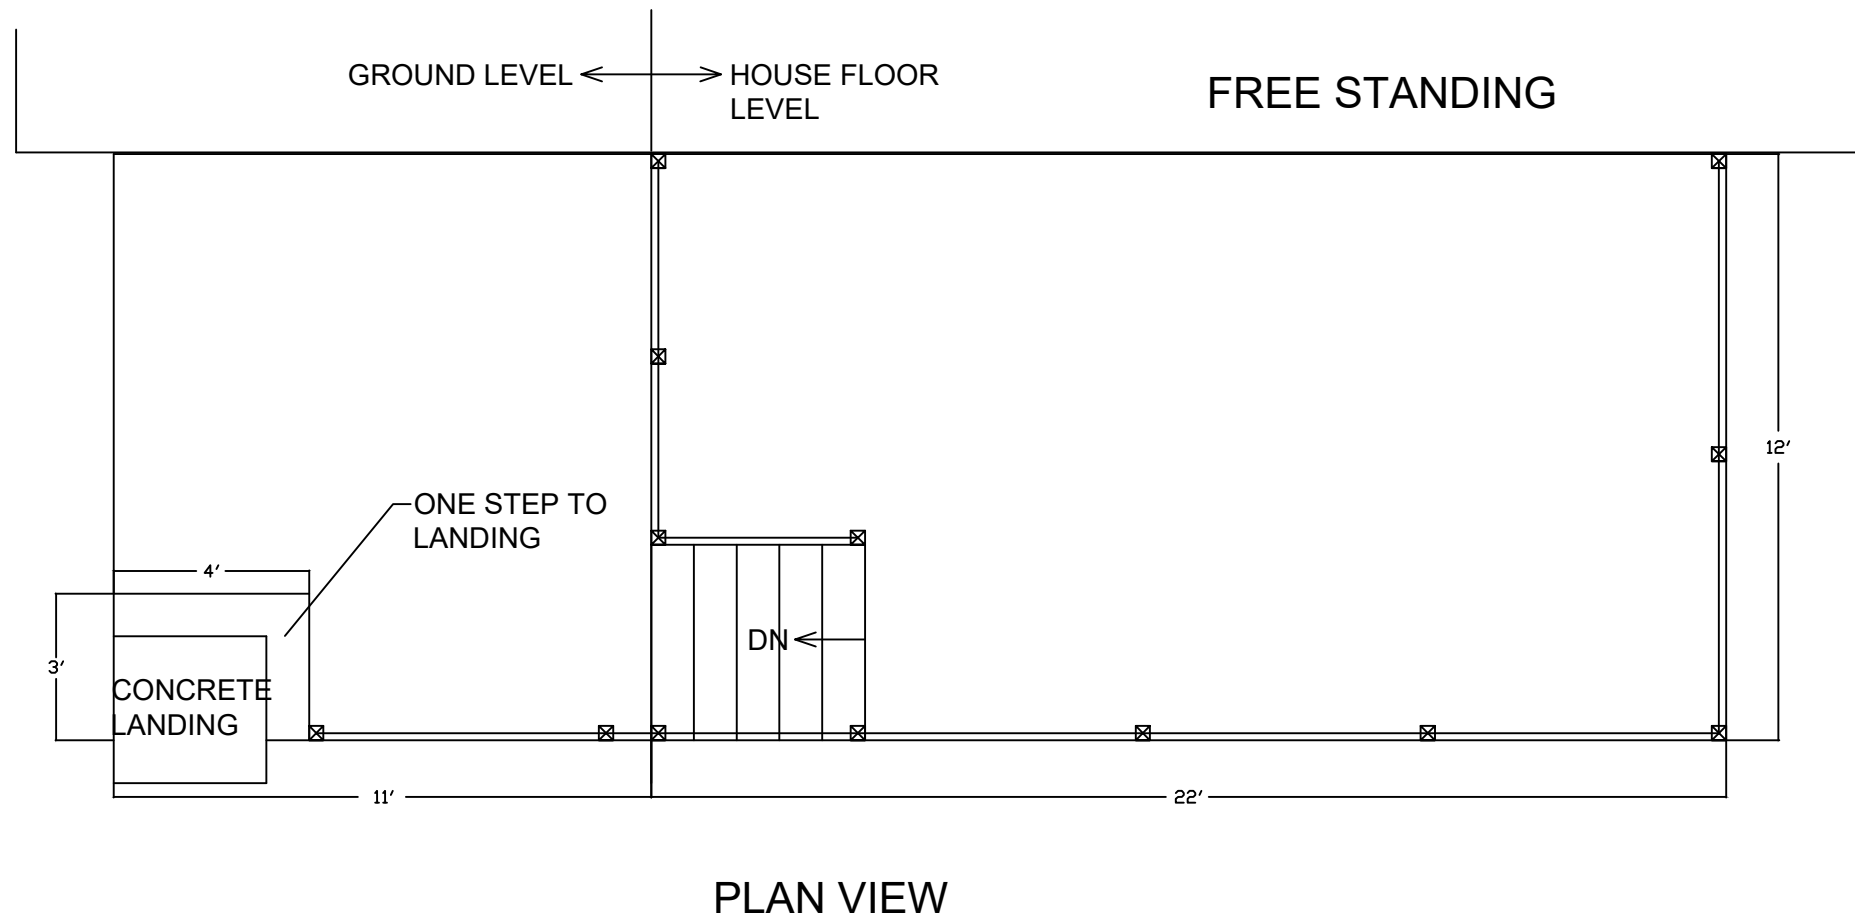 GROUND LEVEL
HOUSE FLOOR
LEVEL
FREE STANDING
12'
ONE STEP TO
LANDING
4'
3'
DN
CONCRETE
LANDING
11'
22'
PLAN VIEW